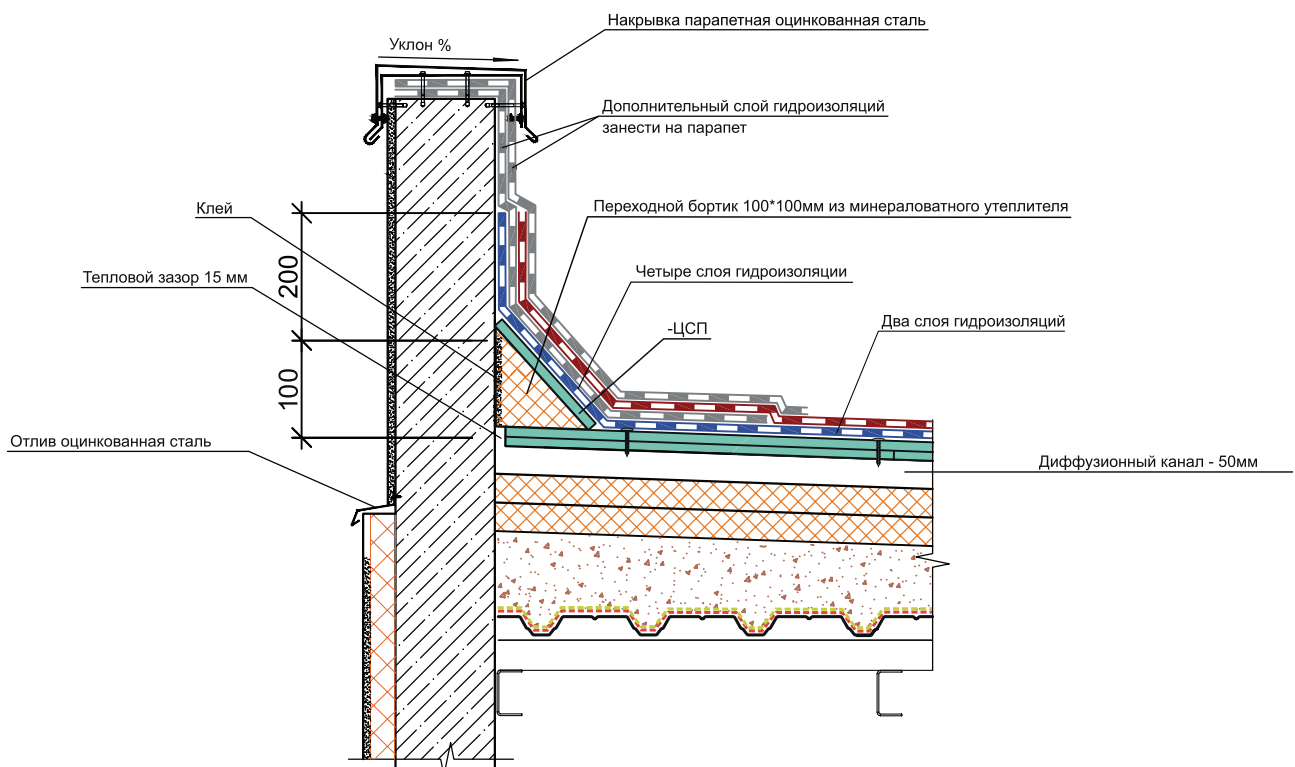 Накрывка парапетная оцинкованная сталь
Уклон %
Дополнительный слой гидроизоляций
занести на парапет
Клей
Переходной бортик 100*100мм из минераловатного утеплителя
200
Тепловой зазор 15 мм
Четыре слоя гидроизоляции
-ЦСП
Два слоя гидроизоляций
100
Отлив оцинкованная сталь
Диффузионный канал - 50мм